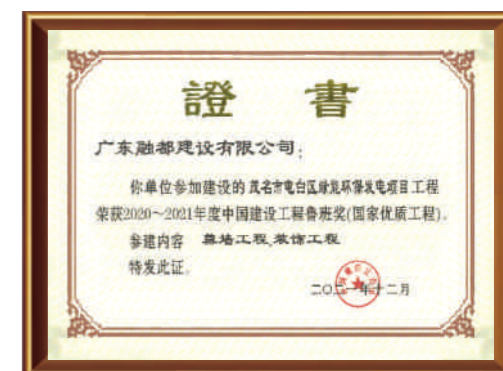 證 書
广东融都建设有限公司：
你单位参加建设的 茂名市电白区绿能环保发电项目 工程
荣获2020～2021年度中国建设工程鲁班奖(国家优质工程)。
参建内容 幕墙工程,装饰工程
特发此证。
二〇二一年十二月